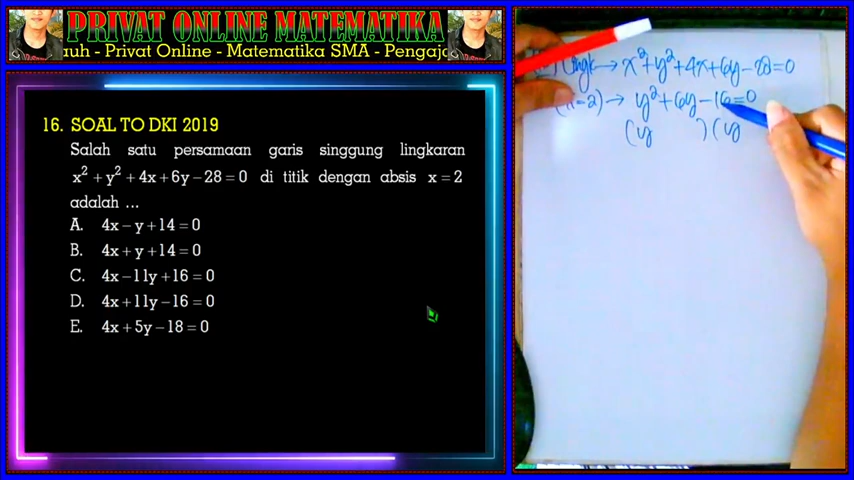 PRIVAT ONLINE MATEMATIKA
auh - Privat Online - Matematika SMA - Pengaj
16. SOAL TO DKI 2019
Salah satu persamaan garis singgung lingkaran
x² + y² + 4x + 6y − 28 = 0 di titik dengan absis x = 2
adalah ...
A. 4x − y + 14 = 0
B. 4x + y + 14 = 0
C. 4x − 11y + 16 = 0
D. 4x + 11y − 16 = 0
E. 4x + 5y − 18 = 0
→ x² + y² + 4x + 6y − 28 = 0
= 2) → y² + 6y − 16 = 0
(y ) (y